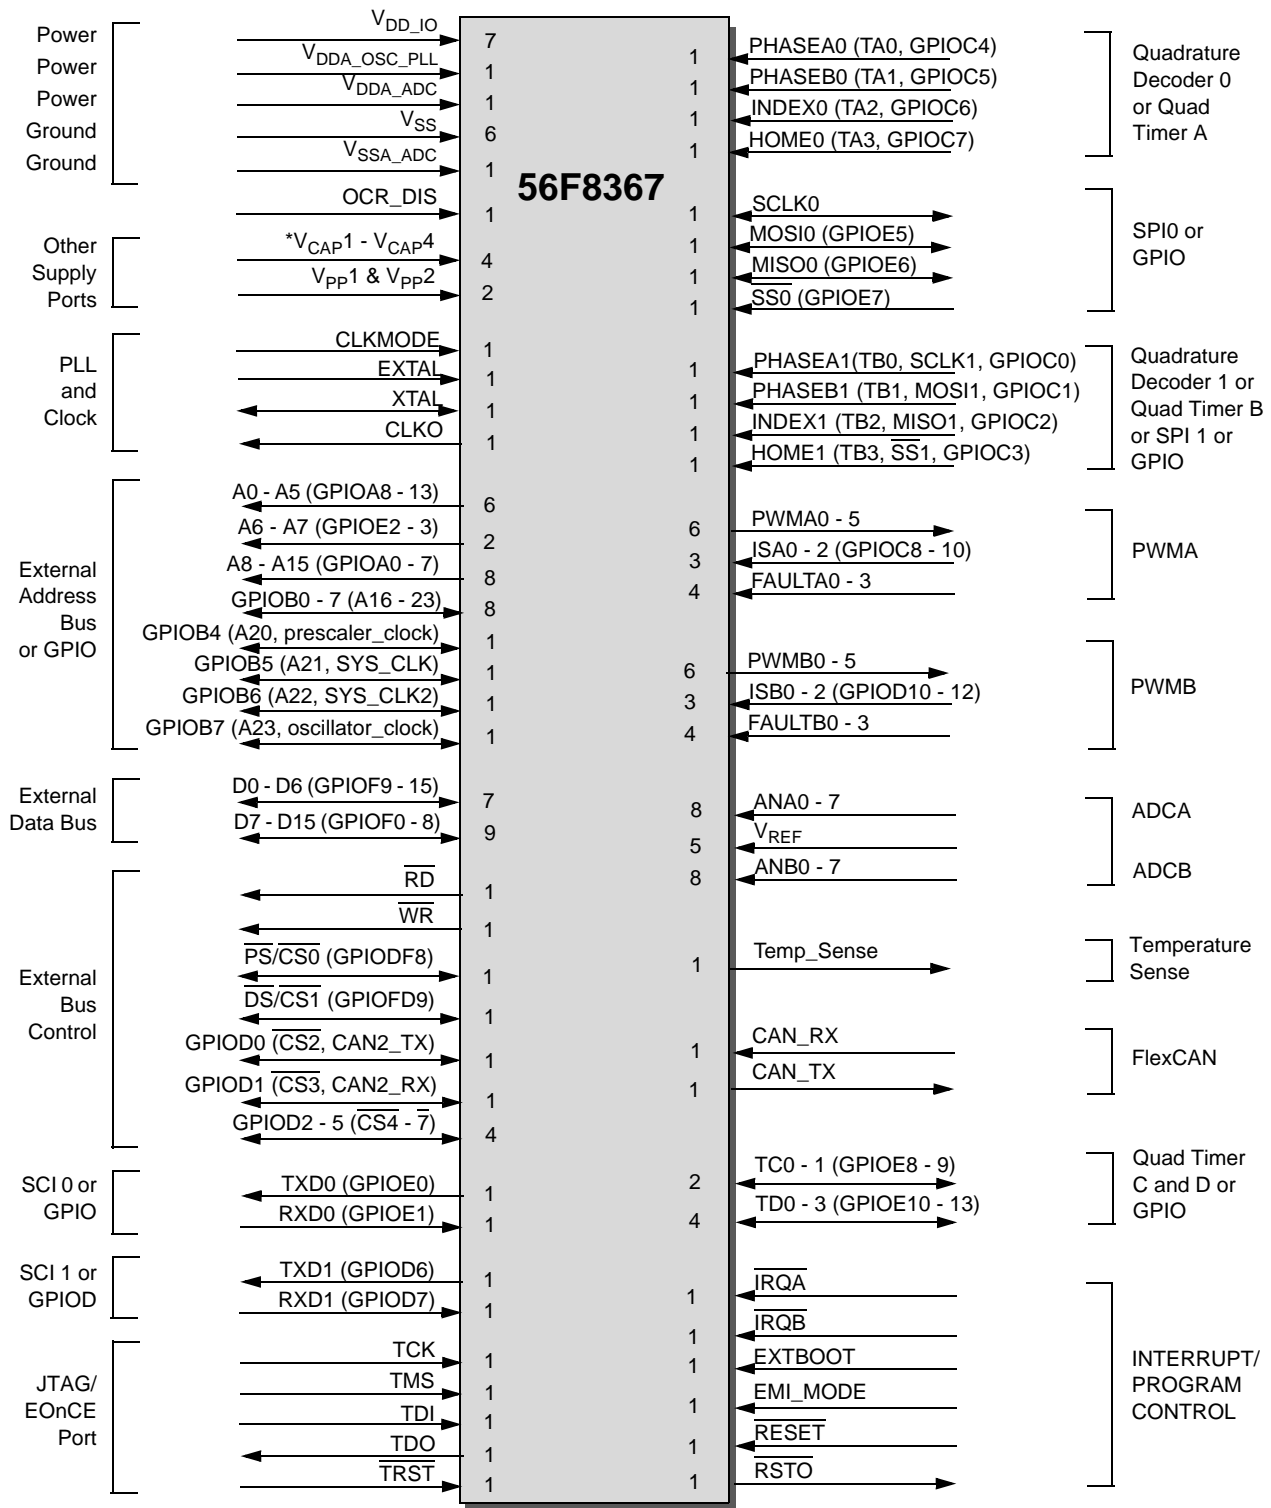 56F8367
Power
Power
Power
Ground
Ground
V_DD_IO
7
V_DDA_OSC_PLL
1
V_DDA_ADC
1
V_SS
6
V_SSA_ADC
1
OCR_DIS
1
Other
Supply
Ports
*V_CAP1 - V_CAP4
4
V_PP1 & V_PP2
2
PLL
and
Clock
CLKMODE
1
EXTAL
1
XTAL
1
CLKO
1
External
Address
Bus
or GPIO
A0 - A5 (GPIOA8 - 13)
6
A6 - A7 (GPIOE2 - 3)
2
A8 - A15 (GPIOA0 - 7)
8
GPIOB0 - 7 (A16 - 23)
8
GPIOB4 (A20, prescaler_clock)
1
GPIOB5 (A21, SYS_CLK)
1
GPIOB6 (A22, SYS_CLK2)
1
GPIOB7 (A23, oscillator_clock)
1
External
Data Bus
D0 - D6 (GPIOF9 - 15)
7
D7 - D15 (GPIOF0 - 8)
9
External
Bus
Control
RD
1
WR
1
PS/CS0 (GPIODF8)
1
DS/CS1 (GPIOFD9)
1
GPIOD0 (CS2, CAN2_TX)
1
GPIOD1 (CS3, CAN2_RX)
1
GPIOD2 - 5 (CS4 - 7)
4
SCI 0 or
GPIO
TXD0 (GPIOE0)
1
RXD0 (GPIOE1)
1
SCI 1 or
GPIOD
TXD1 (GPIOD6)
1
RXD1 (GPIOD7)
1
JTAG/
EOnCE
Port
TCK
1
TMS
1
TDI
1
TDO
1
TRST
1
1
PHASEA0 (TA0, GPIOC4)
1
PHASEB0 (TA1, GPIOC5)
1
INDEX0 (TA2, GPIOC6)
1
HOME0 (TA3, GPIOC7)
Quadrature
Decoder 0
or Quad
Timer A
1
SCLK0
1
MOSI0 (GPIOE5)
1
MISO0 (GPIOE6)
1
SS0 (GPIOE7)
SPI0 or
GPIO
1
PHASEA1(TB0, SCLK1, GPIOC0)
1
PHASEB1 (TB1, MOSI1, GPIOC1)
1
INDEX1 (TB2, MISO1, GPIOC2)
1
HOME1 (TB3, SS1, GPIOC3)
Quadrature
Decoder 1 or
Quad Timer B
or SPI 1 or
GPIO
6
PWMA0 - 5
3
ISA0 - 2 (GPIOC8 - 10)
4
FAULTA0 - 3
PWMA
6
PWMB0 - 5
3
ISB0 - 2 (GPIOD10 - 12)
4
FAULTB0 - 3
PWMB
8
ANA0 - 7
5
V_REF
8
ANB0 - 7
ADCA
ADCB
1
Temp_Sense
Temperature
Sense
1
CAN_RX
1
CAN_TX
FlexCAN
2
TC0 - 1 (GPIOE8 - 9)
4
TD0 - 3 (GPIOE10 - 13)
Quad Timer
C and D or
GPIO
1
IRQA
1
IRQB
1
EXTBOOT
1
EMI_MODE
1
RESET
1
RSTO
INTERRUPT/
PROGRAM
CONTROL